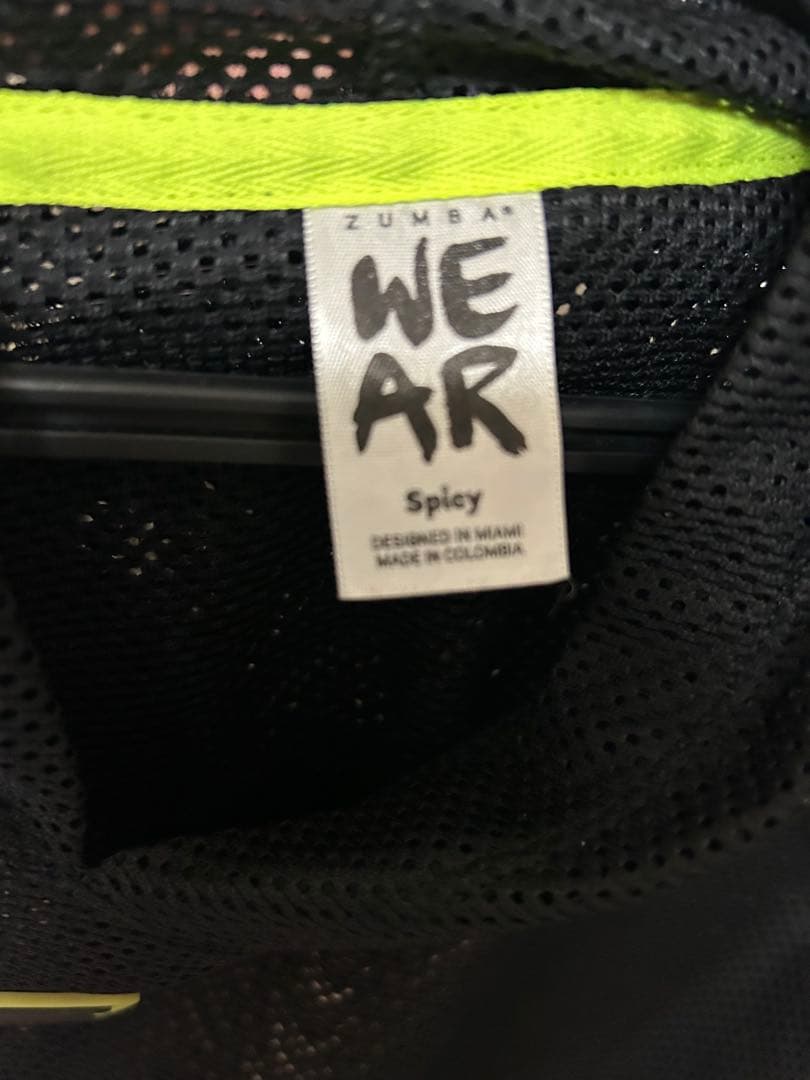 ZUMBA®
WE
AR
Spicy
DESIGNED IN MIAMI
MADE IN COLOMBIA